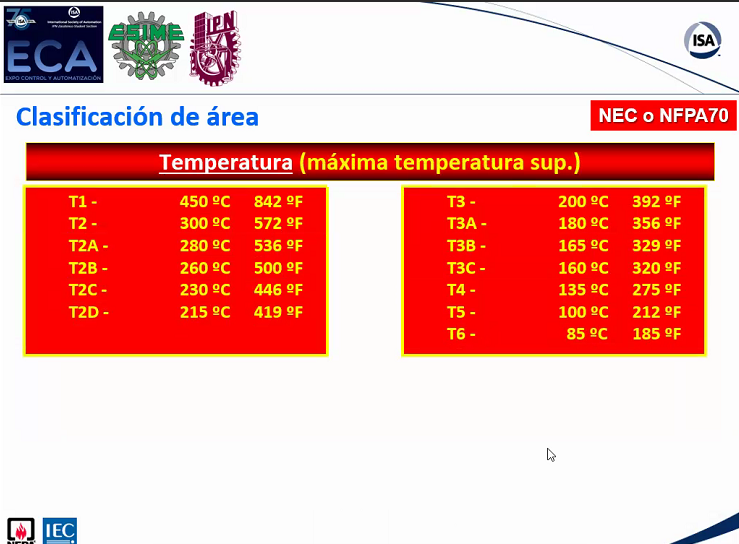 75
ISA
International Society of Automation
ECA
EXPO CONTROL Y AUTOMATIZACIÓN
ESIME
IPN
ISA
Clasificación de área
NEC o NFPA70
Temperatura (máxima temperatura sup.)
T1 - 450 ºC 842 ºF
T2 - 300 ºC 572 ºF
T2A - 280 ºC 536 ºF
T2B - 260 ºC 500 ºF
T2C - 230 ºC 446 ºF
T2D - 215 ºC 419 ºF
T3 - 200 ºC 392 ºF
T3A - 180 ºC 356 ºF
T3B - 165 ºC 329 ºF
T3C - 160 ºC 320 ºF
T4 - 135 ºC 275 ºF
T5 - 100 ºC 212 ºF
T6 - 85 ºC 185 ºF
NFPA
IEC